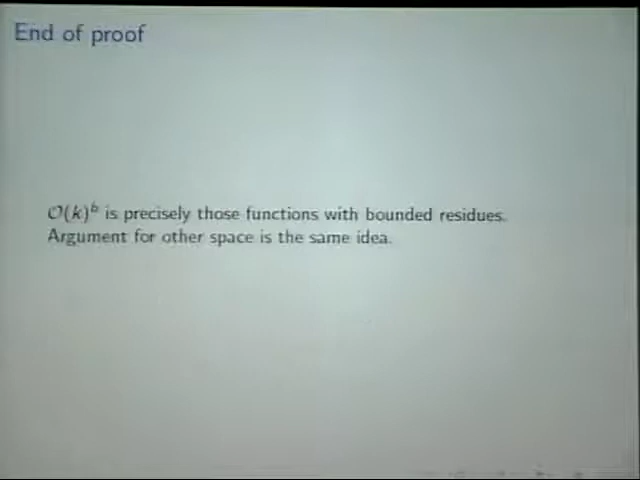 End of proof
𝒪(k)ᵇ is precisely those functions with bounded residues.
Argument for other space is the same idea.